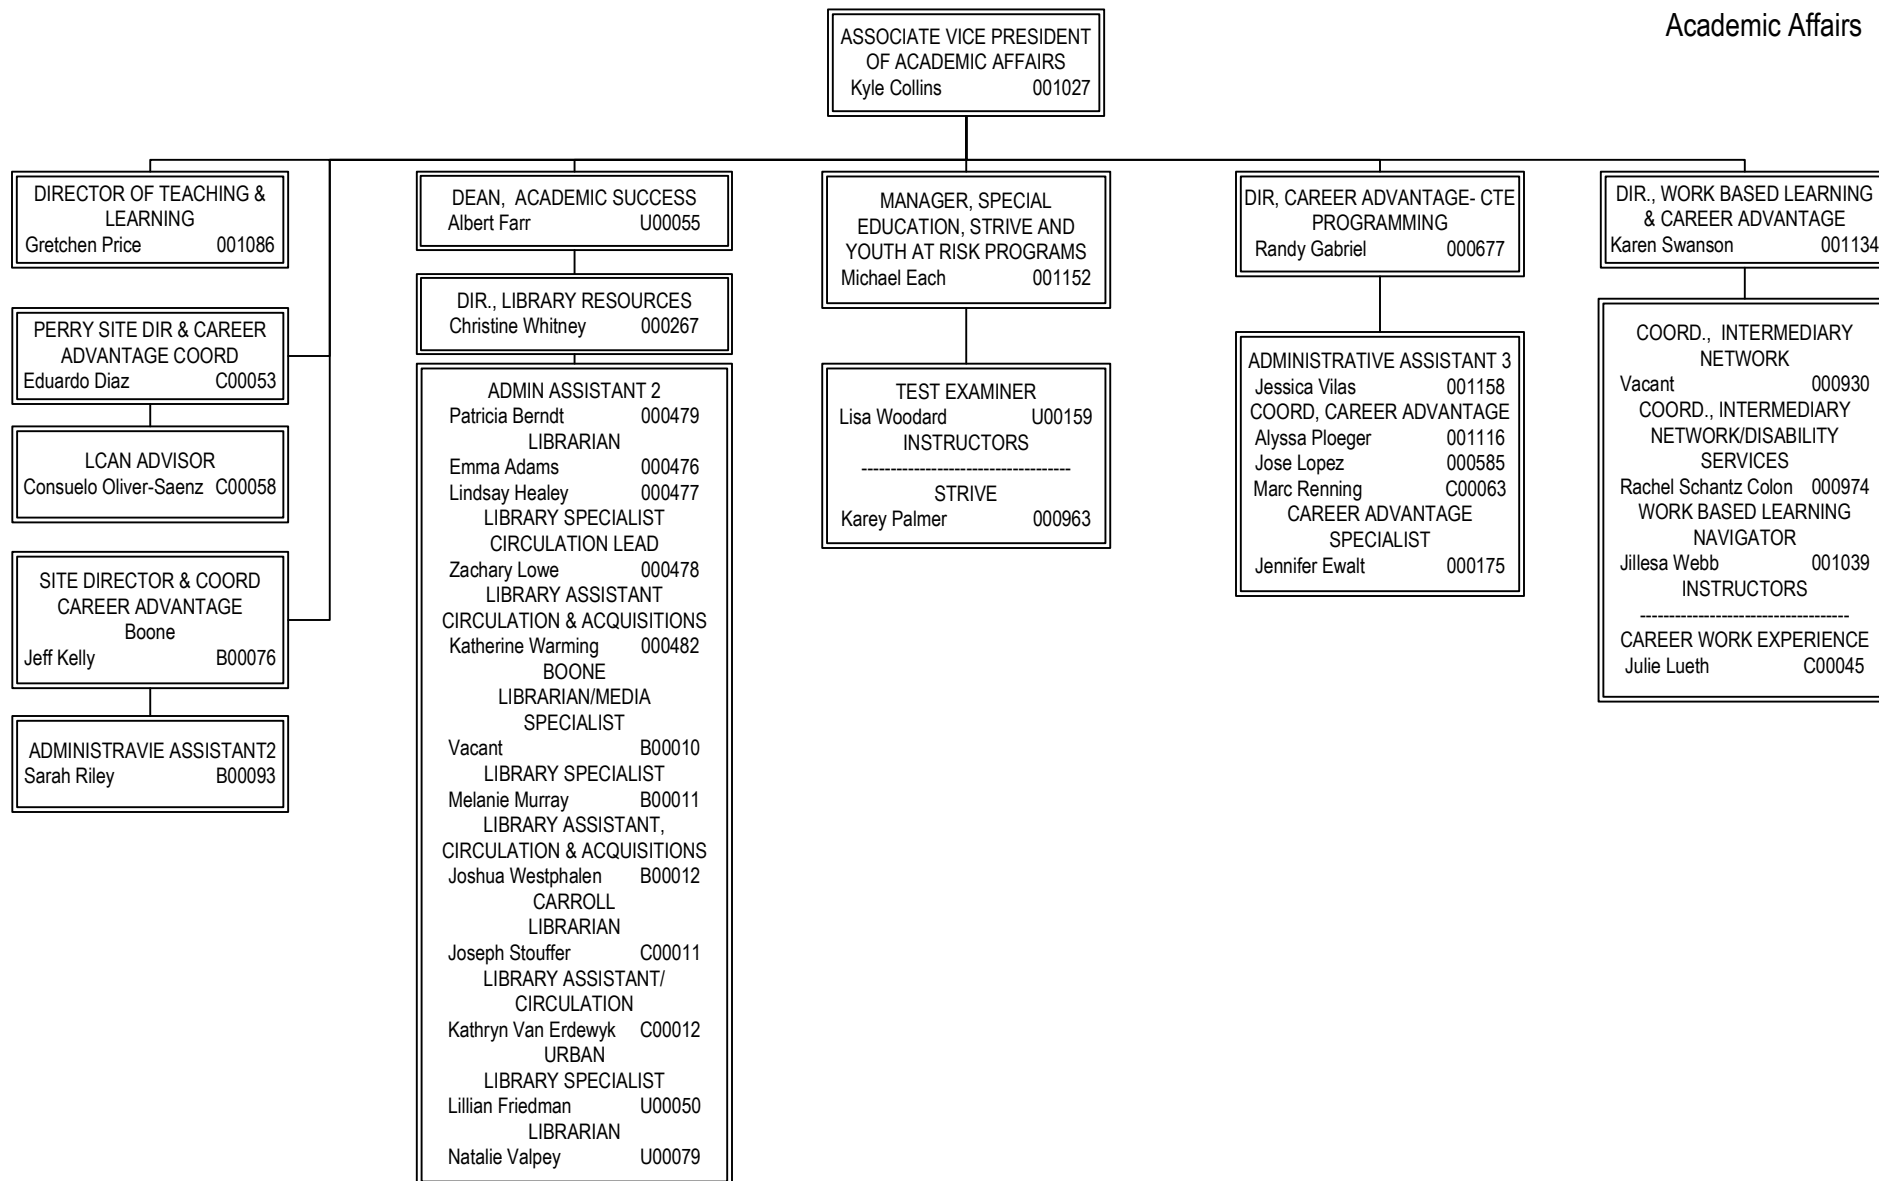 Academic Affairs
ASSOCIATE VICE PRESIDENT
OF ACADEMIC AFFAIRS
Kyle Collins 001027
DIRECTOR OF TEACHING &
LEARNING
Gretchen Price 001086
PERRY SITE DIR & CAREER
ADVANTAGE COORD
Eduardo Diaz C00053
LCAN ADVISOR
Consuelo Oliver-Saenz C00058
SITE DIRECTOR & COORD
CAREER ADVANTAGE
Boone
Jeff Kelly B00076
ADMINISTRAVIE ASSISTANT2
Sarah Riley B00093
DEAN, ACADEMIC SUCCESS
Albert Farr U00055
DIR., LIBRARY RESOURCES
Christine Whitney 000267
ADMIN ASSISTANT 2
Patricia Berndt 000479
LIBRARIAN
Emma Adams 000476
Lindsay Healey 000477
LIBRARY SPECIALIST
CIRCULATION LEAD
Zachary Lowe 000478
LIBRARY ASSISTANT
CIRCULATION & ACQUISITIONS
Katherine Warming 000482
BOONE
LIBRARIAN/MEDIA
SPECIALIST
Vacant B00010
LIBRARY SPECIALIST
Melanie Murray B00011
LIBRARY ASSISTANT,
CIRCULATION & ACQUISITIONS
Joshua Westphalen B00012
CARROLL
LIBRARIAN
Joseph Stouffer C00011
LIBRARY ASSISTANT/
CIRCULATION
Kathryn Van Erdewyk C00012
URBAN
LIBRARY SPECIALIST
Lillian Friedman U00050
LIBRARIAN
Natalie Valpey U00079
MANAGER, SPECIAL
EDUCATION, STRIVE AND
YOUTH AT RISK PROGRAMS
Michael Each 001152
TEST EXAMINER
Lisa Woodard U00159
INSTRUCTORS
------------------------------------
STRIVE
Karey Palmer 000963
DIR, CAREER ADVANTAGE- CTE
PROGRAMMING
Randy Gabriel 000677
ADMINISTRATIVE ASSISTANT 3
Jessica Vilas 001158
COORD, CAREER ADVANTAGE
Alyssa Ploeger 001116
Jose Lopez 000585
Marc Renning C00063
CAREER ADVANTAGE
SPECIALIST
Jennifer Ewalt 000175
DIR., WORK BASED LEARNING
& CAREER ADVANTAGE
Karen Swanson 001134
COORD., INTERMEDIARY
NETWORK
Vacant 000930
COORD., INTERMEDIARY
NETWORK/DISABILITY
SERVICES
Rachel Schantz Colon 000974
WORK BASED LEARNING
NAVIGATOR
Jillesa Webb 001039
INSTRUCTORS
------------------------------------
CAREER WORK EXPERIENCE
Julie Lueth C00045